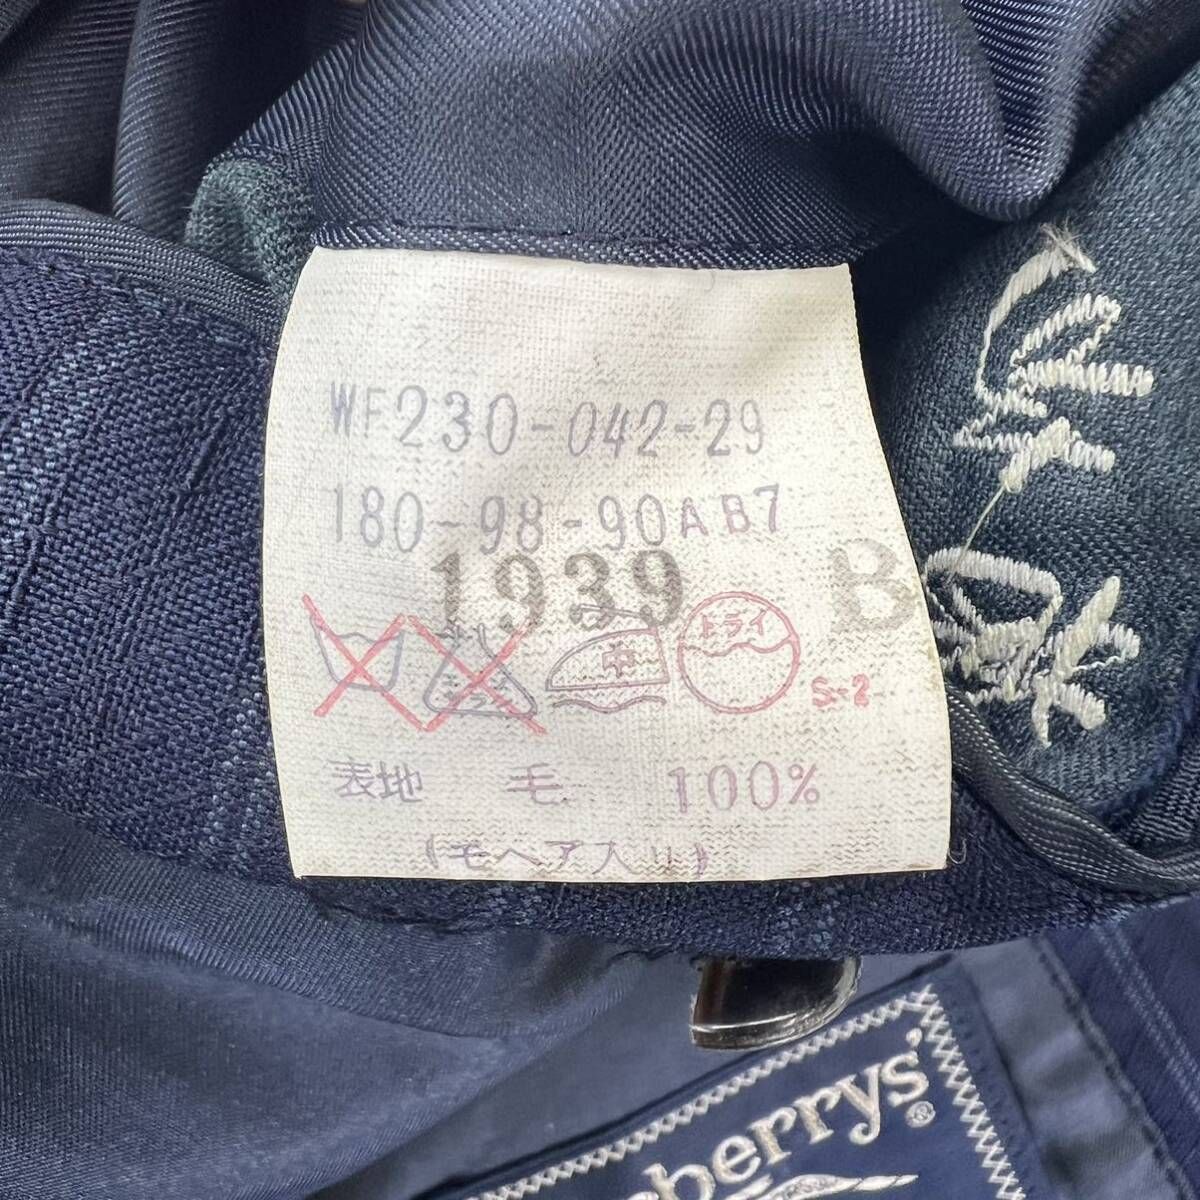 WF230-042-29
180-98-90AB7
1939 B
中 ドライ
S-2
表地 毛 100%
(モヘア入り)
berrys®